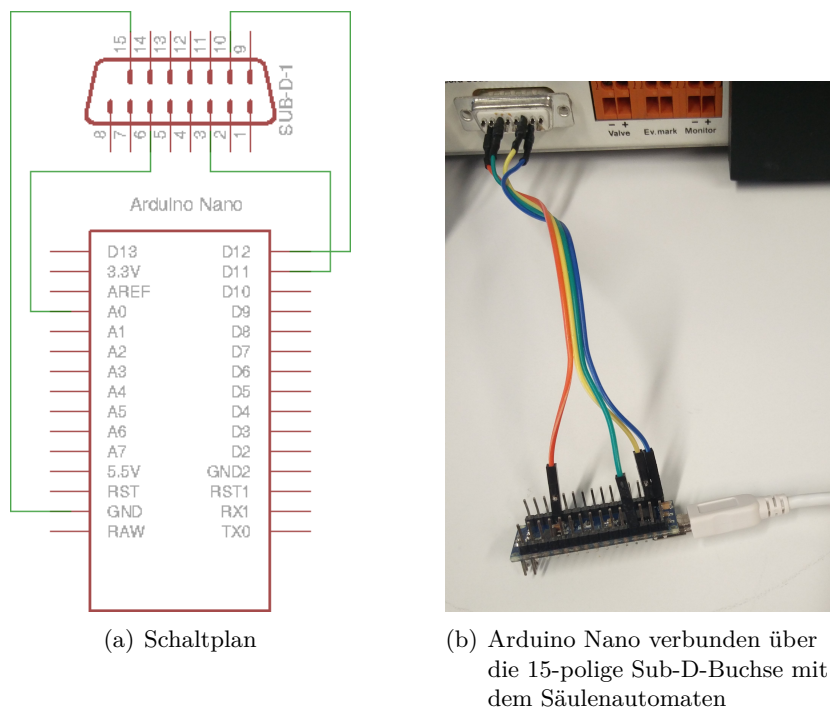 15
14
13
12
11
10
9
SUB-D-1
8
7
6
5
4
3
2
1
Arduino Nano
D13 D12
3.3V D11
AREF D10
A0 D9
A1 D8
A2 D7
A3 D6
A4 D5
A5 D4
A6 D3
A7 D2
5.5V GND2
RST RST1
GND RX1
RAW TX0
(a) Schaltplan
− + − +
Valve Ev. mark Monitor
(b) Arduino Nano verbunden über
die 15-polige Sub-D-Buchse mit
dem Säulenautomaten